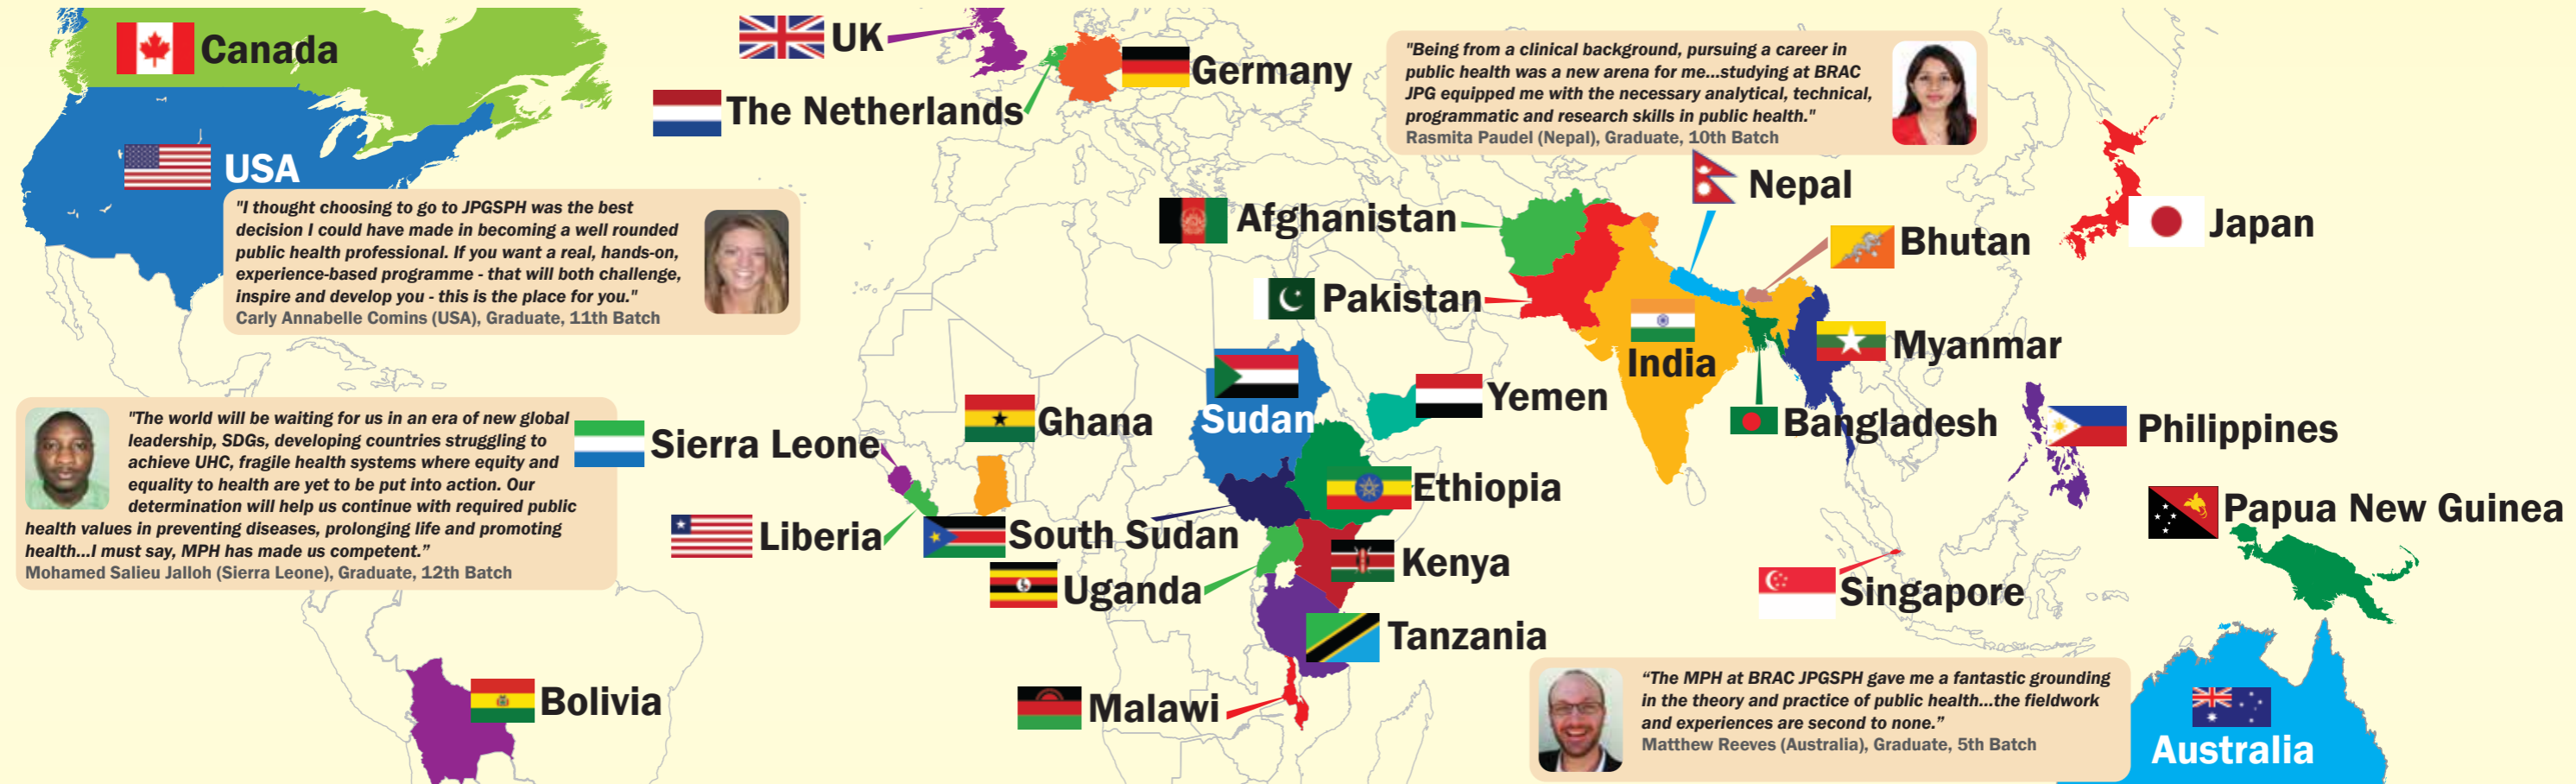 Canada
UK
Germany
The Netherlands
USA
"I thought choosing to go to JPGSPH was the best
decision I could have made in becoming a well rounded
public health professional. If you want a real, hands-on,
experience-based programme - that will both challenge,
inspire and develop you - this is the place for you."
Carly Annabelle Comins (USA), Graduate, 11th Batch
"Being from a clinical background, pursuing a career in
public health was a new arena for me...studying at BRAC
JPG equipped me with the necessary analytical, technical,
programmatic and research skills in public health."
Rasmita Paudel (Nepal), Graduate, 10th Batch
Nepal
Afghanistan
Bhutan
Japan
Pakistan
India
Myanmar
"The world will be waiting for us in an era of new global
leadership, SDGs, developing countries struggling to
achieve UHC, fragile health systems where equity and
equality to health are yet to be put into action. Our
determination will help us continue with required public
health values in preventing diseases, prolonging life and promoting
health...I must say, MPH has made us competent.”
Mohamed Salieu Jalloh (Sierra Leone), Graduate, 12th Batch
Sierra Leone
Ghana
Sudan
Yemen
Bangladesh
Philippines
Liberia
South Sudan
Ethiopia
Papua New Guinea
Uganda
Kenya
Singapore
Tanzania
Bolivia
Malawi
“The MPH at BRAC JPGSPH gave me a fantastic grounding
in the theory and practice of public health...the fieldwork
and experiences are second to none.”
Matthew Reeves (Australia), Graduate, 5th Batch
Australia